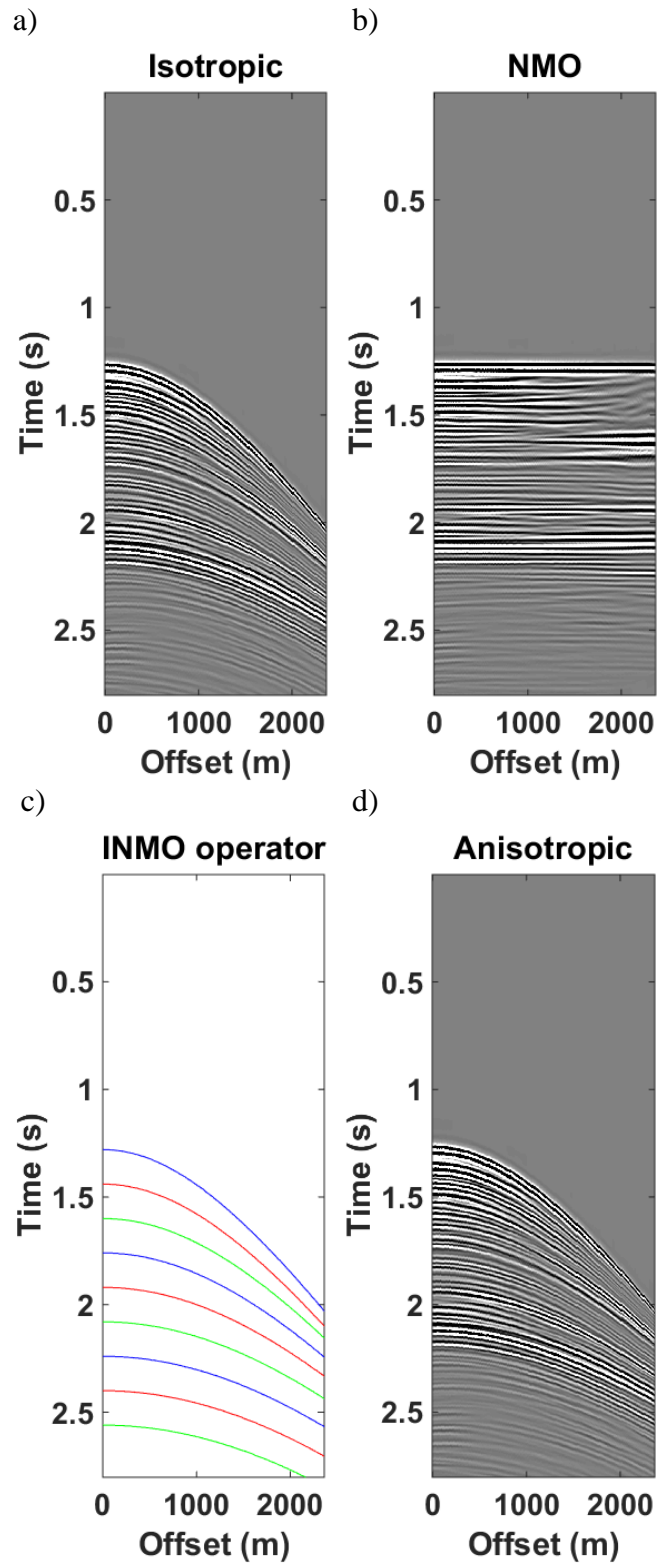 a)
Isotropic
0.5
1
1.5
2
2.5
Time (s)
0 1000 2000
Offset (m)
b)
NMO
0.5
1
1.5
2
2.5
Time (s)
0 1000 2000
Offset (m)
c)
INMO operator
0.5
1
1.5
2
2.5
Time (s)
0 1000 2000
Offset (m)
d)
Anisotropic
0.5
1
1.5
2
2.5
Time (s)
0 1000 2000
Offset (m)